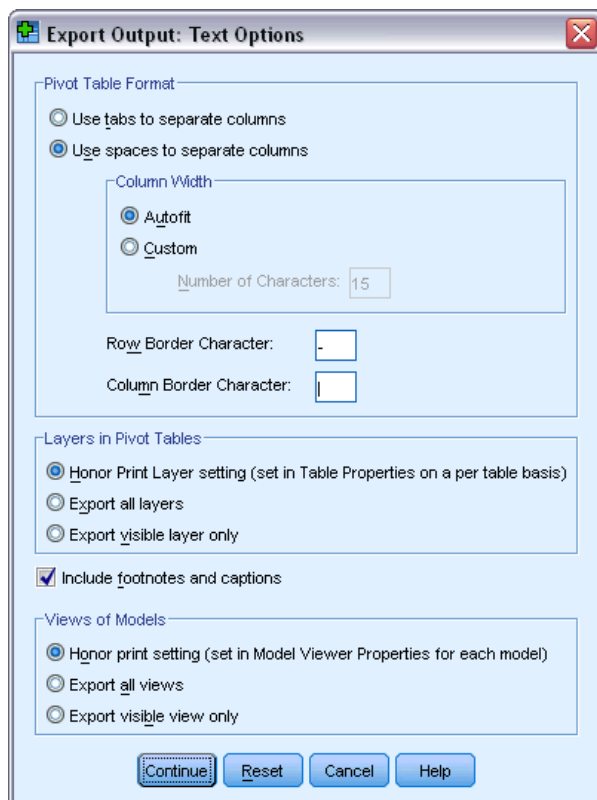 Export Output: Text Options
Pivot Table Format
Use tabs to separate columns
Use spaces to separate columns
Column Width
Autofit
Custom
Number of Characters: 15
Row Border Character: -
Column Border Character: |
Layers in Pivot Tables
Honor Print Layer setting (set in Table Properties on a per table basis)
Export all layers
Export visible layer only
Include footnotes and captions
Views of Models
Honor print setting (set in Model Viewer Properties for each model)
Export all views
Export visible view only
Continue Reset Cancel Help